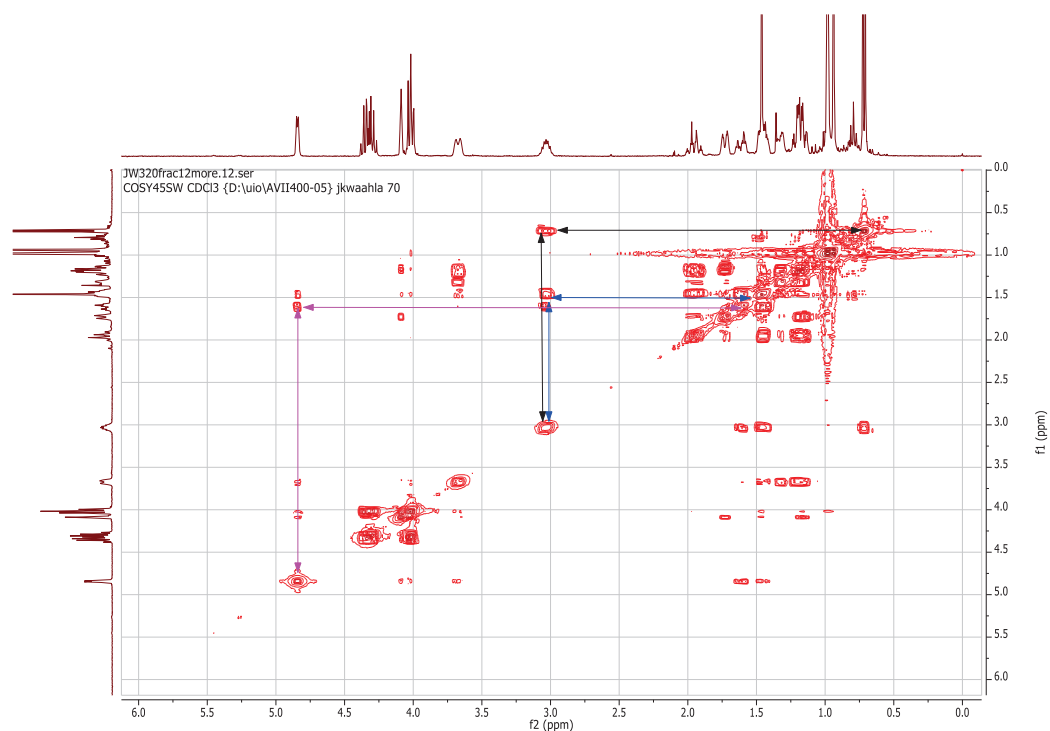 JW320frac12more.12.ser
COSY45SW CDCl3 {D:\uio\AVII400-05} jkwaahla 70
0.0
0.5
1.0
1.5
2.0
2.5
3.0
3.5
4.0
4.5
5.0
5.5
6.0
f1 (ppm)
6.0 5.5 5.0 4.5 4.0 3.5 3.0 2.5 2.0 1.5 1.0 0.5 0.0
f2 (ppm)